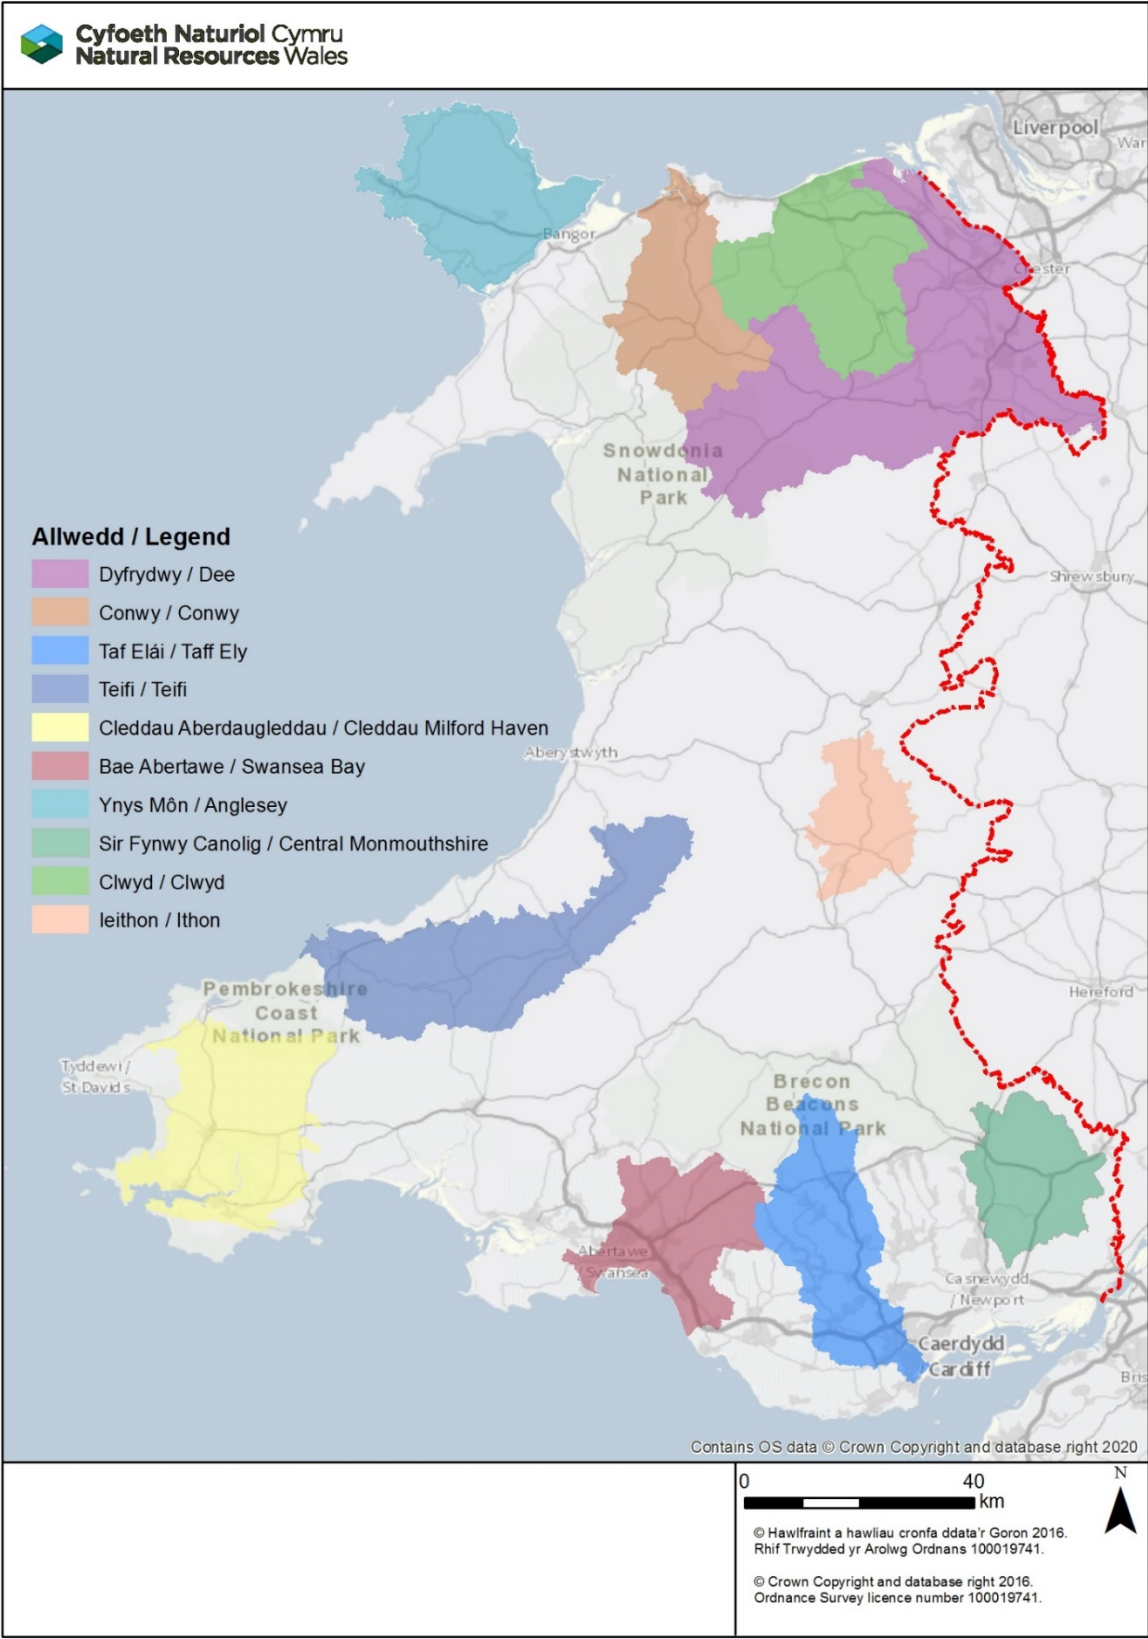 Cyfoeth Naturiol Cymru
Natural Resources Wales
Liverpool
War
Bangor
Chester
Snowdonia
National
Park
Allwedd / Legend
Dyfrydwy / Dee
Conwy / Conwy
Taf Elái / Taff Ely
Teifi / Teifi
Cleddau Aberdaugleddau / Cleddau Milford Haven
Bae Abertawe / Swansea Bay
Ynys Môn / Anglesey
Sir Fynwy Canolig / Central Monmouthshire
Clwyd / Clwyd
Ieithon / Ithon
Shrewsbury
Aberystwyth
Pembrokeshire
Coast
National Park
Hereford
Tyddewi /
St Davids
Brecon
Beacons
National Park
Abertawe
/ Swansea
Casnewydd
/ Newport
Caerdydd
Cardiff
Bris
Contains OS data © Crown Copyright and database right 2020
0 40
km
N
© Hawlfraint a hawliau cronfa ddata'r Goron 2016.
Rhif Trwydded yr Arolwg Ordnans 100019741.
© Crown Copyright and database right 2016.
Ordnance Survey licence number 100019741.